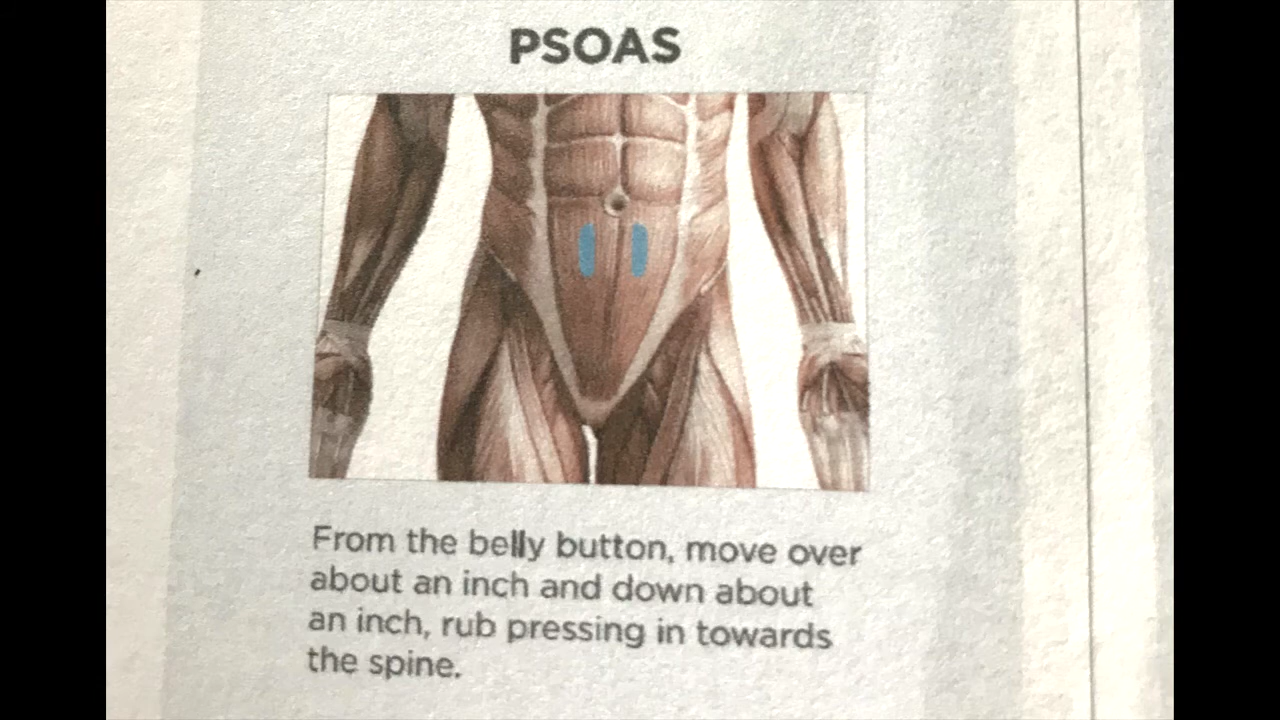 PSOAS
From the belly button, move over
about an inch and down about
an inch, rub pressing in towards
the spine.